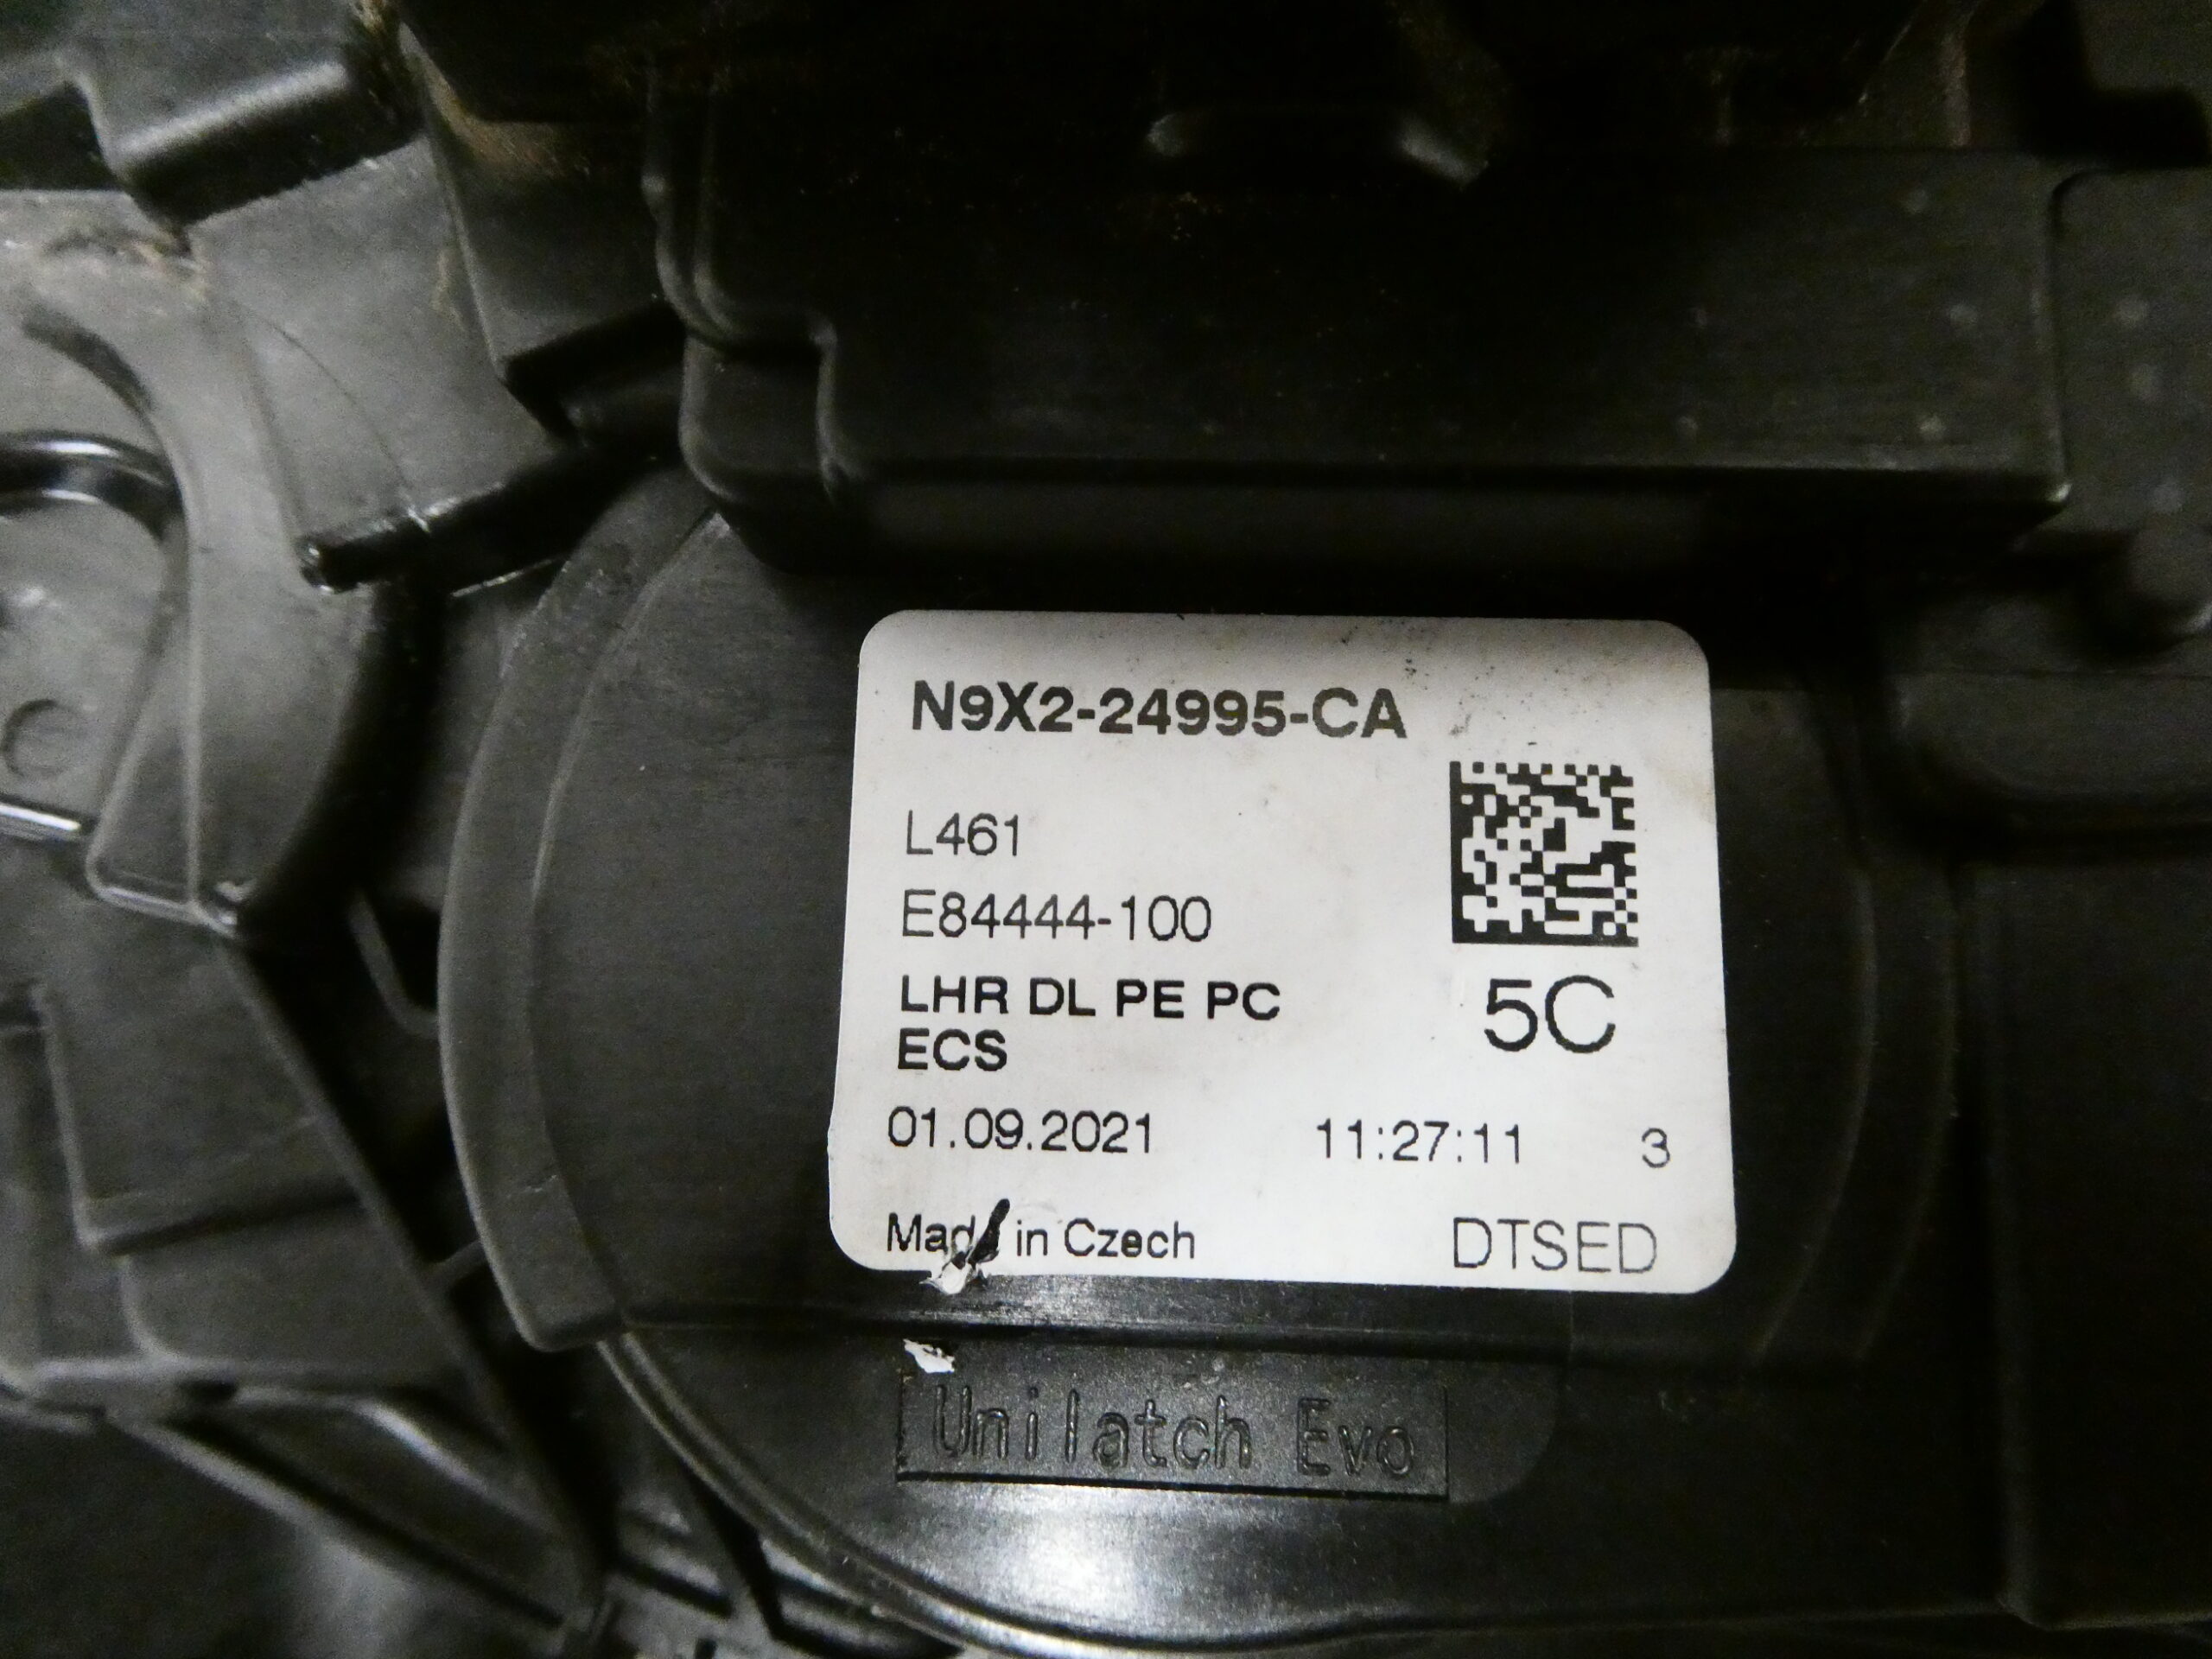 N9X2-24995-CA
L461
E84444-100
LHR DL PE PC
ECS
5C
01.09.2021 11:27:11 3
Made in Czech DTSED
Unilatch Evo